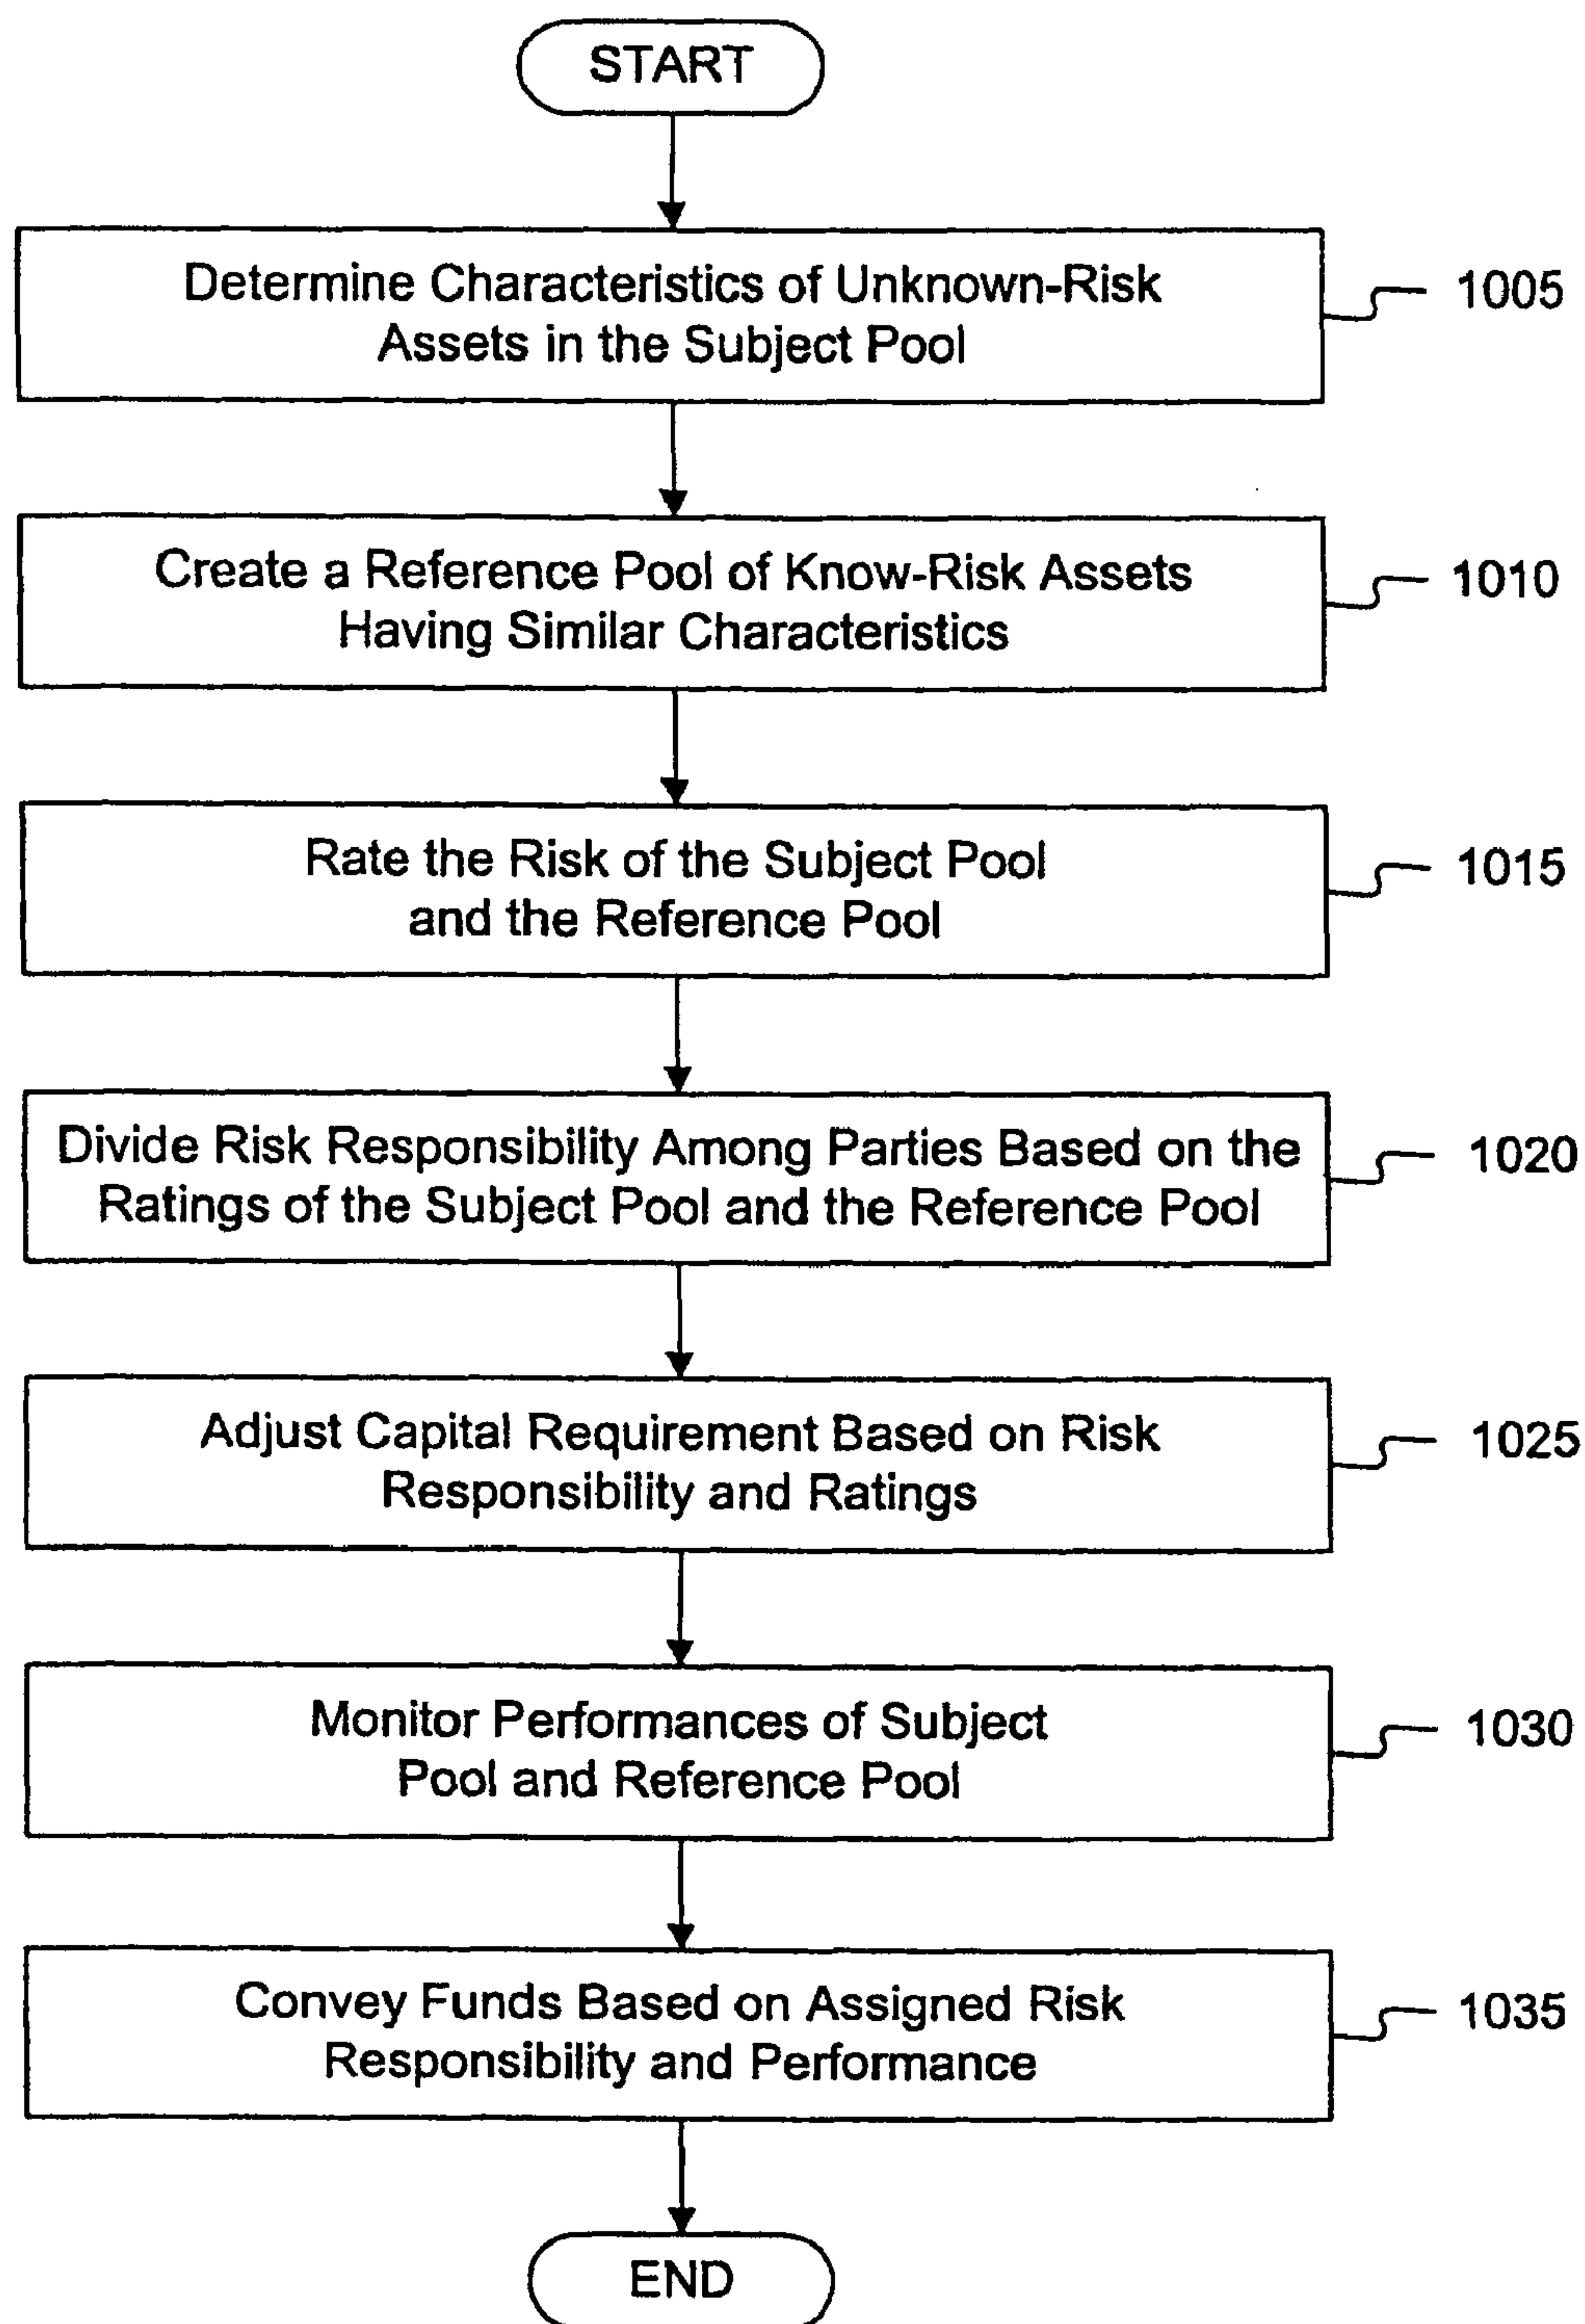 START
Determine Characteristics of Unknown-Risk
Assets in the Subject Pool
1005
Create a Reference Pool of Know-Risk Assets
Having Similar Characteristics
1010
Rate the Risk of the Subject Pool
and the Reference Pool
1015
Divide Risk Responsibility Among Parties Based on the
Ratings of the Subject Pool and the Reference Pool
1020
Adjust Capital Requirement Based on Risk
Responsibility and Ratings
1025
Monitor Performances of Subject
Pool and Reference Pool
1030
Convey Funds Based on Assigned Risk
Responsibility and Performance
1035
END